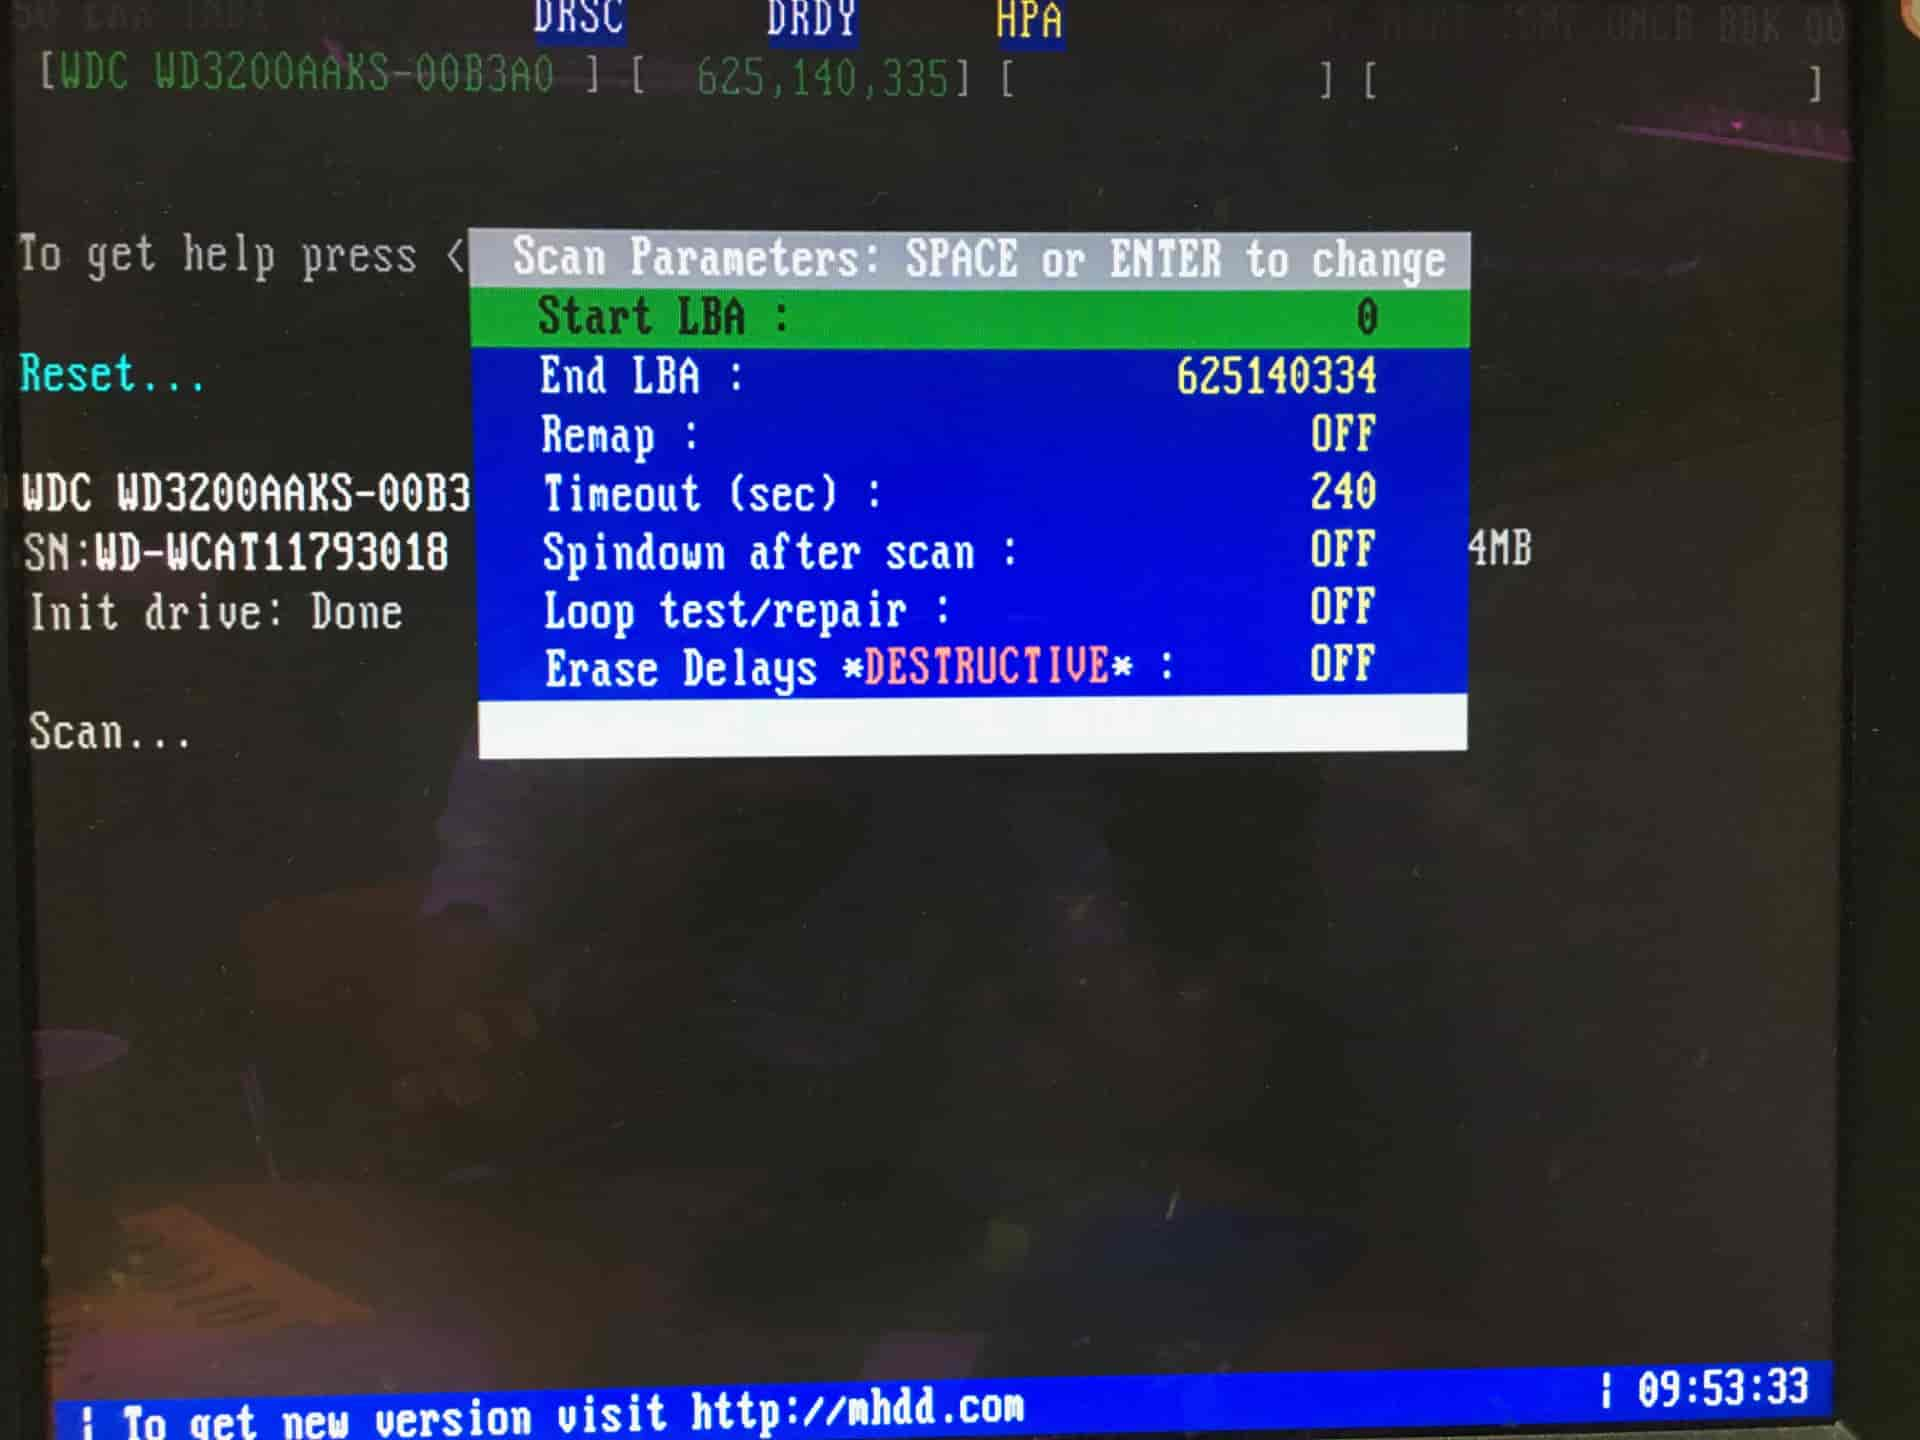 DRSC DRDY HPA
[WDC WD3200AAKS-00B3A0 ] [ 625,140,335] [ ] [ ]
To get help press <
Scan Parameters: SPACE or ENTER to change
Start LBA : 0
End LBA : 625140334
Remap : OFF
Timeout (sec) : 240
Spindown after scan : OFF
Loop test/repair : OFF
Erase Delays *DESTRUCTIVE* : OFF
Reset...
WDC WD3200AAKS-00B3
SN:WD-WCAT11793018 4MB
Init drive: Done
Scan...
¦ To get new version visit http://mhdd.com ¦ 09:53:33